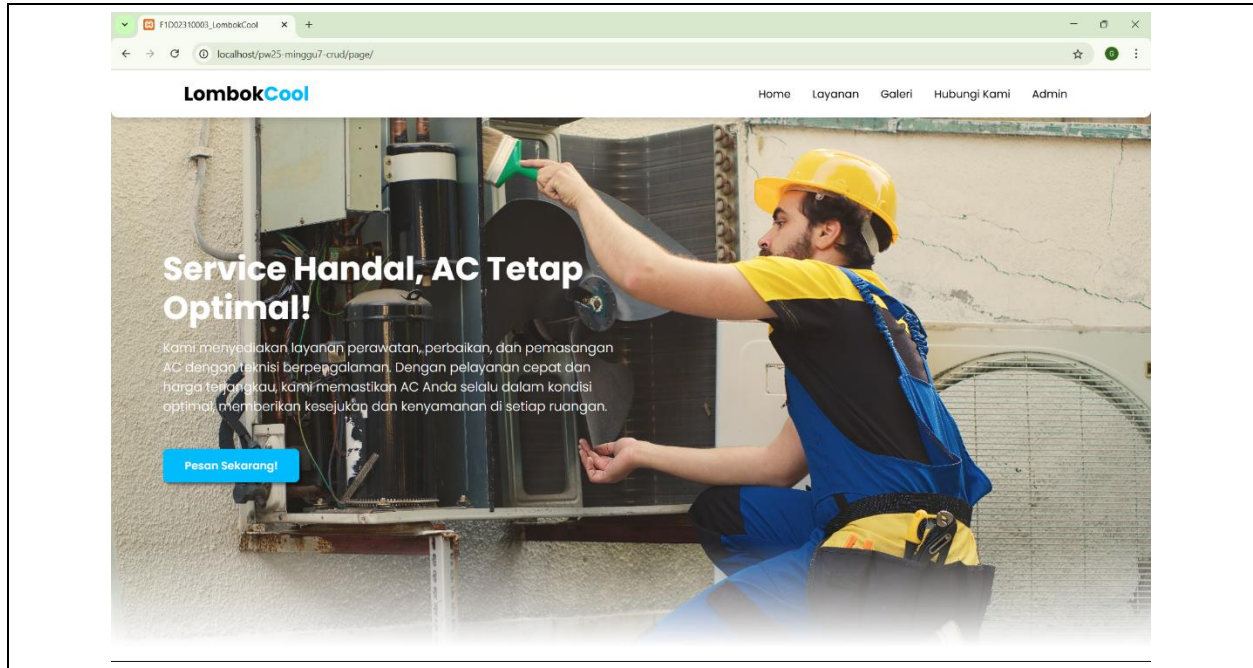 F1D02310003_LombokCool
localhost/pw25-minggu7-crud/page/
G
LombokCool
Home Layanan Galeri Hubungi Kami Admin
Service Handal, AC Tetap
Optimal!
Kami menyediakan layanan perawatan, perbaikan, dan pemasangan
AC dengan teknisi berpengalaman. Dengan pelayanan cepat dan
harga terjangkau, kami memastikan AC Anda selalu dalam kondisi
optimal, memberikan kesejukan dan kenyamanan di setiap ruangan.
Pesan Sekarang!